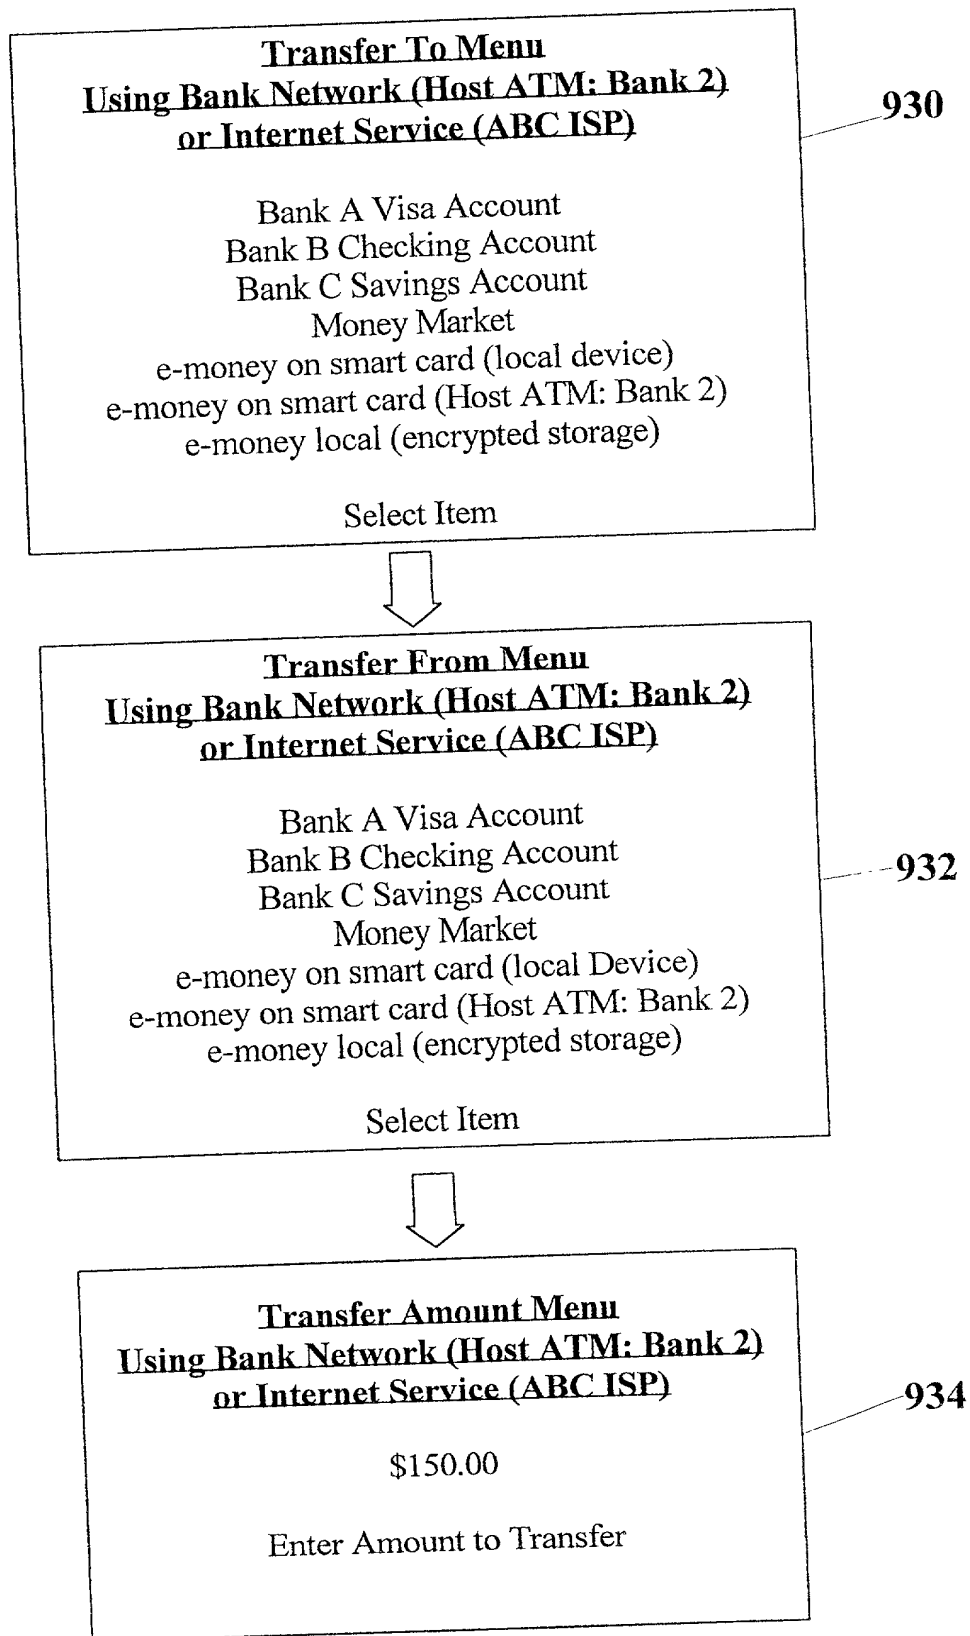 Transfer To Menu
Using Bank Network (Host ATM: Bank 2)
or Internet Service (ABC ISP)
930
Bank A Visa Account
Bank B Checking Account
Bank C Savings Account
Money Market
e-money on smart card (local device)
e-money on smart card (Host ATM: Bank 2)
e-money local (encrypted storage)
Select Item
Transfer From Menu
Using Bank Network (Host ATM: Bank 2)
or Internet Service (ABC ISP)
Bank A Visa Account
Bank B Checking Account
932
Bank C Savings Account
Money Market
e-money on smart card (local Device)
e-money on smart card (Host ATM: Bank 2)
e-money local (encrypted storage)
Select Item
Transfer Amount Menu
Using Bank Network (Host ATM: Bank 2)
or Internet Service (ABC ISP)
934
$150.00
Enter Amount to Transfer